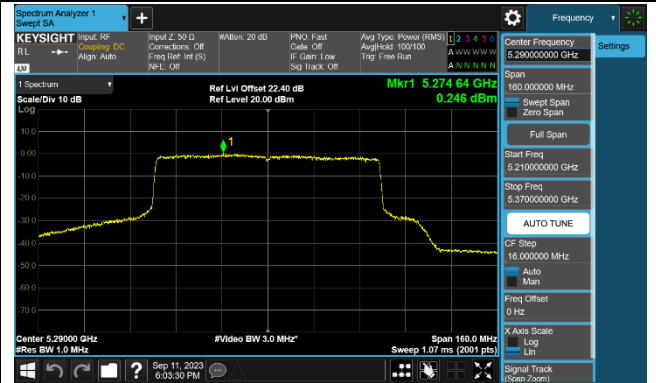 Spectrum Analyzer 1
Swept SA
Frequency
KEYSIGHT
RL
Input: RF
Coupling: DC
Align: Auto
Input Z: 50 Ω
Corrections: Off
Freq Ref: Int (S)
NFE: Off
#Atten: 20 dB
PNO: Fast
Gate: Off
IF Gain: Low
Sig Track: Off
Avg Type: Power (RMS)
Avg|Hold: 100/100
Trig: Free Run
1 2 3 4 5 6
A W W W W W
A N N N N N
LXI
1 Spectrum
Scale/Div 10 dB
Log
Ref Lvl Offset 22.40 dB
Ref Level 20.00 dBm
Mkr1 5.274 64 GHz
0.246 dBm
1
10.0
0.00
-10.0
-20.0
-30.0
-40.0
-50.0
-60.0
-70.0
Center 5.29000 GHz
#Res BW 1.0 MHz
#Video BW 3.0 MHz*
Span 160.0 MHz
Sweep 1.07 ms (2001 pts)
Sep 11, 2023
6:03:30 PM
Center Frequency
5.290000000 GHz
Settings
Span
160.000000 MHz
Swept Span
Zero Span
Full Span
Start Freq
5.210000000 GHz
Stop Freq
5.370000000 GHz
AUTO TUNE
CF Step
16.000000 MHz
Auto
Man
Freq Offset
0 Hz
X Axis Scale
Log
Lin
Signal Track
(Span Zoom)